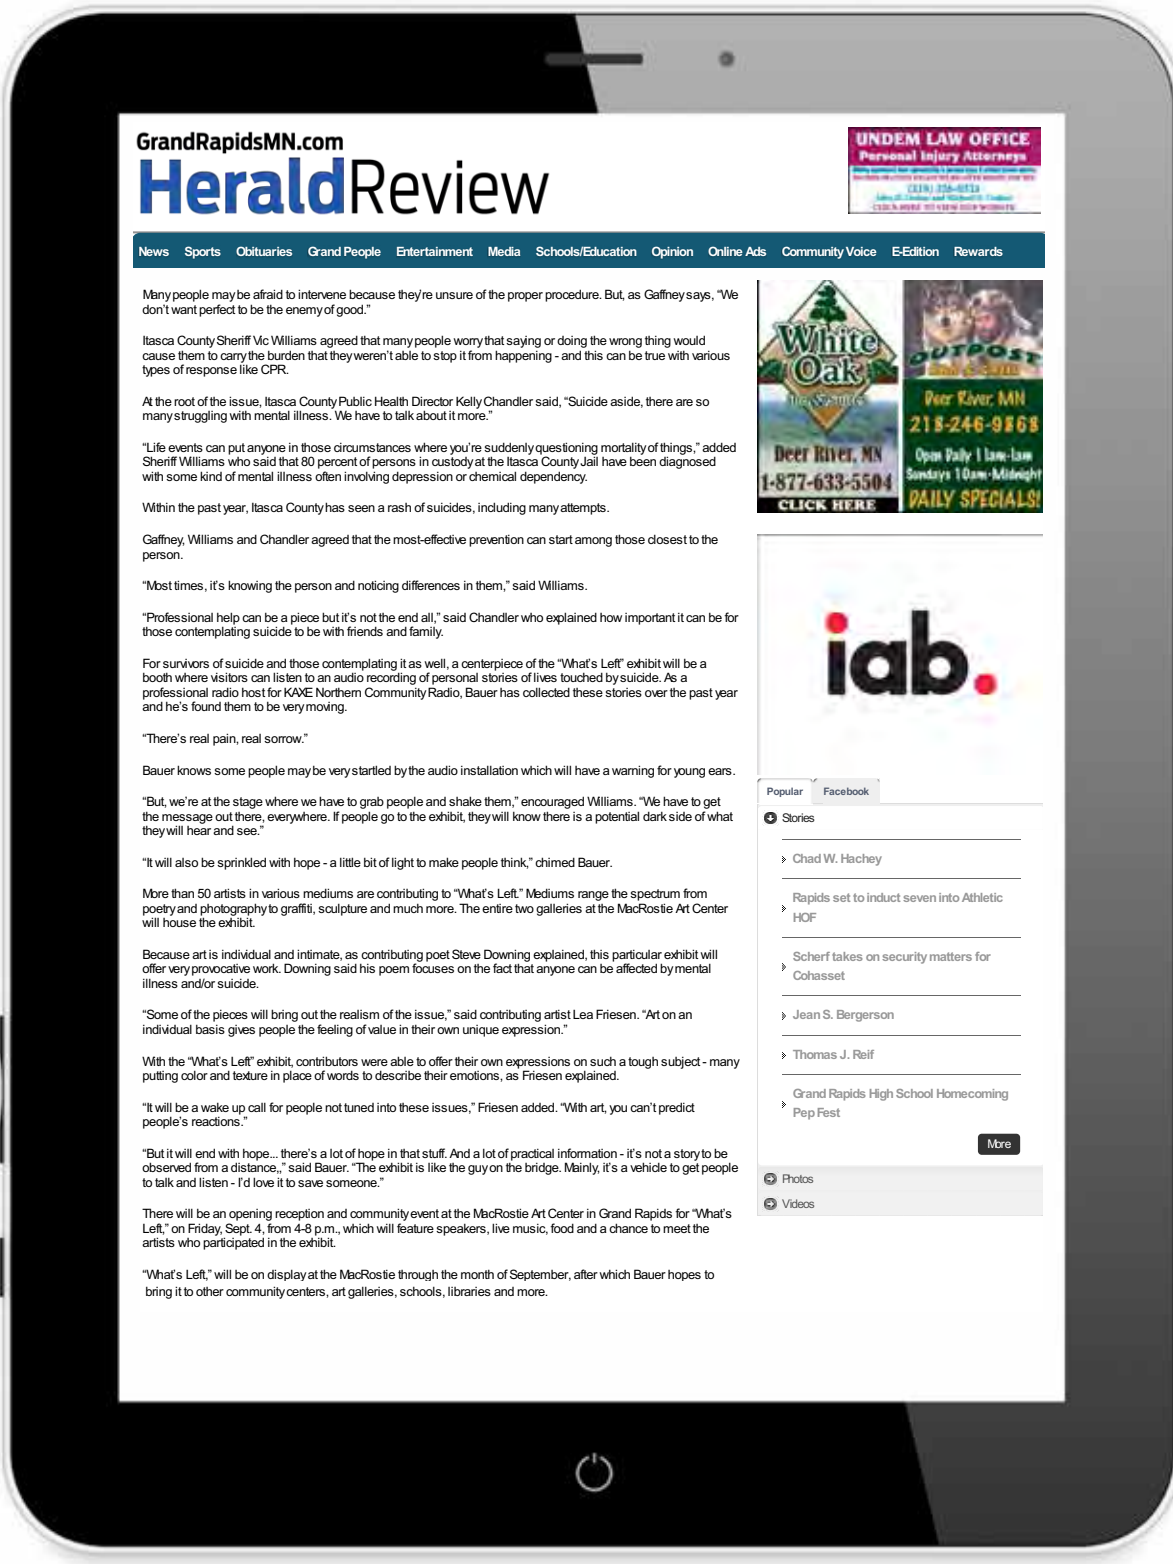 GrandRapidsMN.com
HeraldReview
UNDEM LAW OFFICE
Personal Injury Attorneys
News Sports Obituaries Grand People Entertainment Media Schools/Education Opinion Online Ads Community Voice E-Edition Rewards
Many people may be afraid to intervene because they’re unsure of the proper procedure. But, as Gaffney says, “We
don’t want perfect to be the enemy of good.”
Itasca County Sheriff Vic Williams agreed that many people worry that saying or doing the wrong thing would
cause them to carry the burden that they weren’t able to stop it from happening - and this can be true with various
types of response like CPR.
At the root of the issue, Itasca County Public Health Director Kelly Chandler said, “Suicide aside, there are so
many struggling with mental illness. We have to talk about it more.”
“Life events can put anyone in those circumstances where you’re suddenly questioning mortality of things,” added
Sheriff Williams who said that 80 percent of persons in custody at the Itasca County Jail have been diagnosed
with some kind of mental illness often involving depression or chemical dependency.
Within the past year, Itasca County has seen a rash of suicides, including many attempts.
Gaffney, Williams and Chandler agreed that the most-effective prevention can start among those closest to the
person.
“Most times, it’s knowing the person and noticing differences in them,” said Williams.
“Professional help can be a piece but it’s not the end all,” said Chandler who explained how important it can be for
those contemplating suicide to be with friends and family.
For survivors of suicide and those contemplating it as well, a centerpiece of the “What’s Left” exhibit will be a
booth where visitors can listen to an audio recording of personal stories of lives touched by suicide. As a
professional radio host for KAXE Northern Community Radio, Bauer has collected these stories over the past year
and he’s found them to be very moving.
“There’s real pain, real sorrow.”
Bauer knows some people may be very startled by the audio installation which will have a warning for young ears.
“But, we’re at the stage where we have to grab people and shake them,” encouraged Williams. “We have to get
the message out there, everywhere. If people go to the exhibit, they will know there is a potential dark side of what
they will hear and see.”
“It will also be sprinkled with hope - a little bit of light to make people think,” chimed Bauer.
More than 50 artists in various mediums are contributing to “What’s Left.” Mediums range the spectrum from
poetry and photography to graffiti, sculpture and much more. The entire two galleries at the MacRostie Art Center
will house the exhibit.
Because art is individual and intimate, as contributing poet Steve Downing explained, this particular exhibit will
offer very provocative work. Downing said his poem focuses on the fact that anyone can be affected by mental
illness and/or suicide.
“Some of the pieces will bring out the realism of the issue,” said contributing artist Lea Friesen. “Art on an
individual basis gives people the feeling of value in their own unique expression.”
With the “What’s Left” exhibit, contributors were able to offer their own expressions on such a tough subject - many
putting color and texture in place of words to describe their emotions, as Friesen explained.
“It will be a wake up call for people not tuned into these issues,” Friesen added. “With art, you can’t predict
people’s reactions.”
“But it will end with hope... there’s a lot of hope in that stuff. And a lot of practical information - it’s not a story to be
observed from a distance,,” said Bauer. “The exhibit is like the guy on the bridge. Mainly, it’s a vehicle to get people
to talk and listen - I’d love it to save someone.”
There will be an opening reception and community event at the MacRostie Art Center in Grand Rapids for “What’s
Left,” on Friday, Sept. 4, from 4-8 p.m., which will feature speakers, live music, food and a chance to meet the
artists who participated in the exhibit.
“What’s Left,” will be on display at the MacRostie through the month of September, after which Bauer hopes to
bring it to other community centers, art galleries, schools, libraries and more.
White
Oak
Deer River, MN
1-877-633-5504
CLICK HERE
OUTPOST
BAR & GRILL
Deer River, MN
218-246-9868
Open Daily 11am-1am
Sundays 10am-Midnight
DAILY SPECIALS!
iab.
Popular Facebook
Stories
Chad W. Hachey
Rapids set to induct seven into Athletic
HOF
Scherf takes on security matters for
Cohasset
Jean S. Bergerson
Thomas J. Reif
Grand Rapids High School Homecoming
Pep Fest
More
Photos
Videos